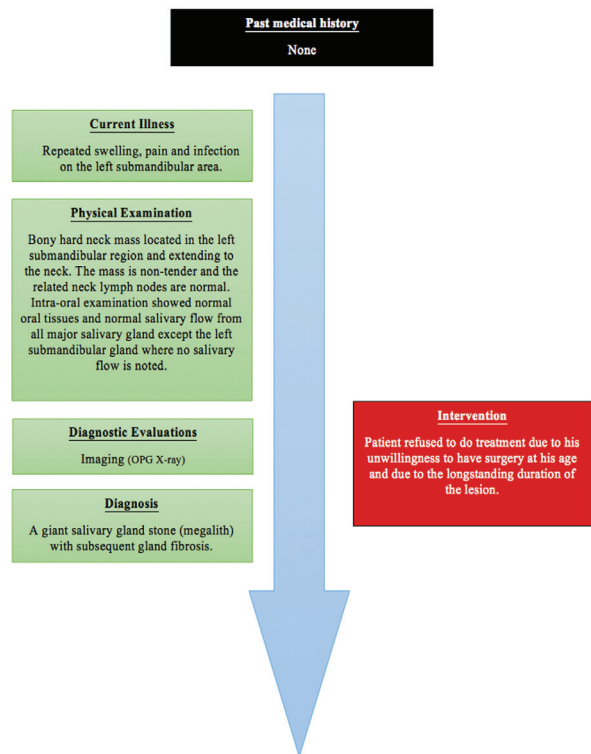 Past medical history
None
Current Illness
Repeated swelling, pain and infection
on the left submandibular area.
Physical Examination
Bony hard neck mass located in the left
submandibular region and extending to
the neck. The mass is non-tender and the
related neck lymph nodes are normal.
Intra-oral examination showed normal
oral tissues and normal salivary flow from
all major salivary gland except the left
submandibular gland where no salivary
flow is noted.
Diagnostic Evaluations
Imaging (OPG X-ray)
Diagnosis
A giant salivary gland stone (megalith)
with subsequent gland fibrosis.
Intervention
Patient refused to do treatment due to his
unwillingness to have surgery at his age
and due to the longstanding duration of
the lesion.